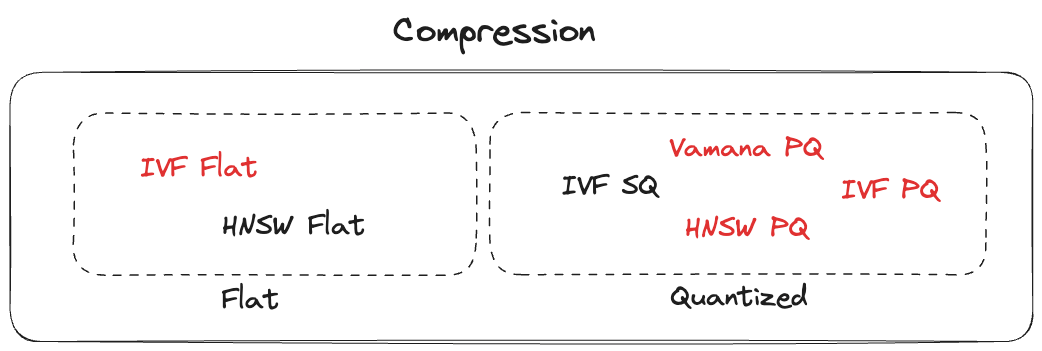 Compression
IVF Flat
HNSW Flat
Flat
Vamana PQ
IVF SQ
IVF PQ
HNSW PQ
Quantized